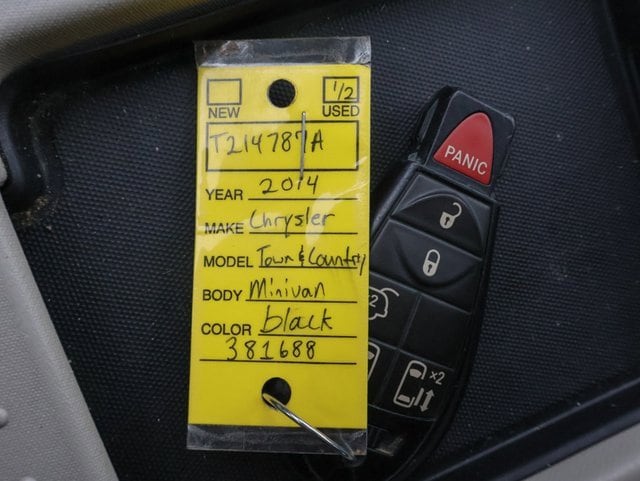 1/2
NEW USED
T214787A
YEAR 2014
MAKE Chrysler
MODEL Town & Country
BODY Minivan
COLOR black
381688
PANIC
2
x2